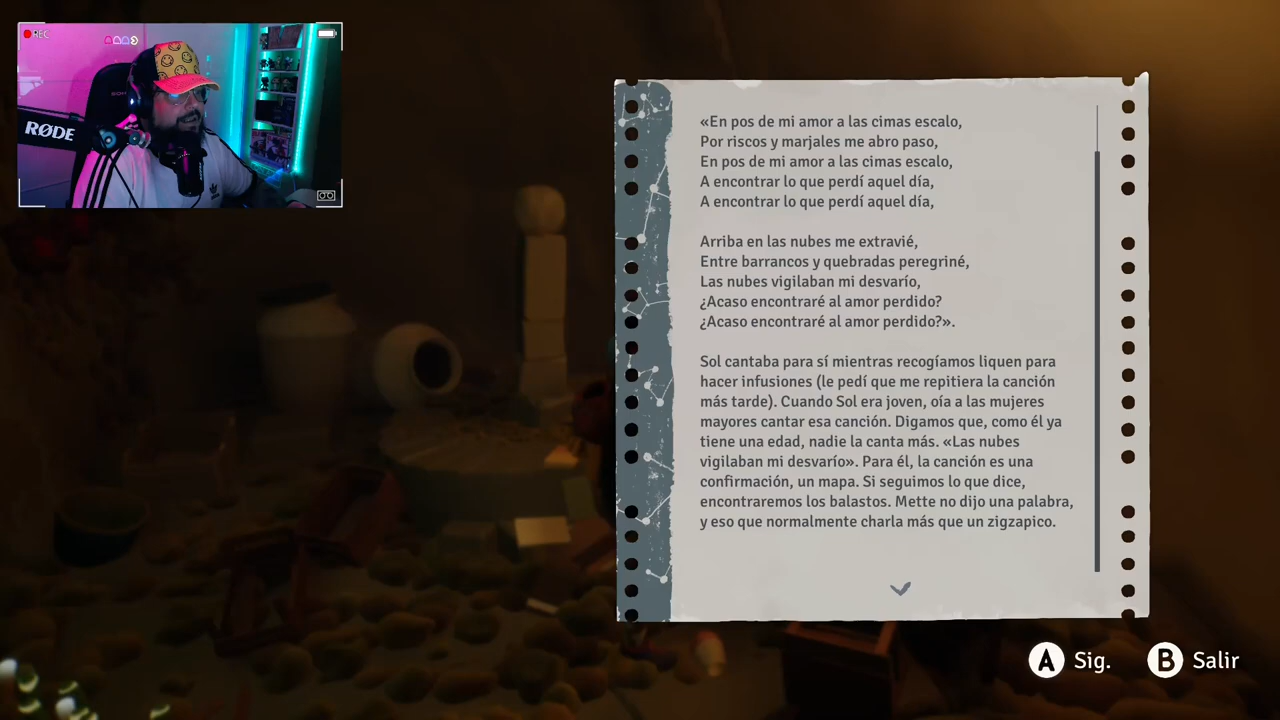 REC
RØDE
«En pos de mi amor a las cimas escalo,
Por riscos y marjales me abro paso,
En pos de mi amor a las cimas escalo,
A encontrar lo que perdí aquel día,
A encontrar lo que perdí aquel día,
Arriba en las nubes me extravié,
Entre barrancos y quebradas peregriné,
Las nubes vigilaban mi desvarío,
¿Acaso encontraré al amor perdido?
¿Acaso encontraré al amor perdido?».
Sol cantaba para sí mientras recogíamos liquen para
hacer infusiones (le pedí que me repitiera la canción
más tarde). Cuando Sol era joven, oía a las mujeres
mayores cantar esa canción. Digamos que, como él ya
tiene una edad, nadie la canta más. «Las nubes
vigilaban mi desvarío». Para él, la canción es una
confirmación, un mapa. Si seguimos lo que dice,
encontraremos los balastos. Mette no dijo una palabra,
y eso que normalmente charla más que un zigzapico.
A Sig. B Salir